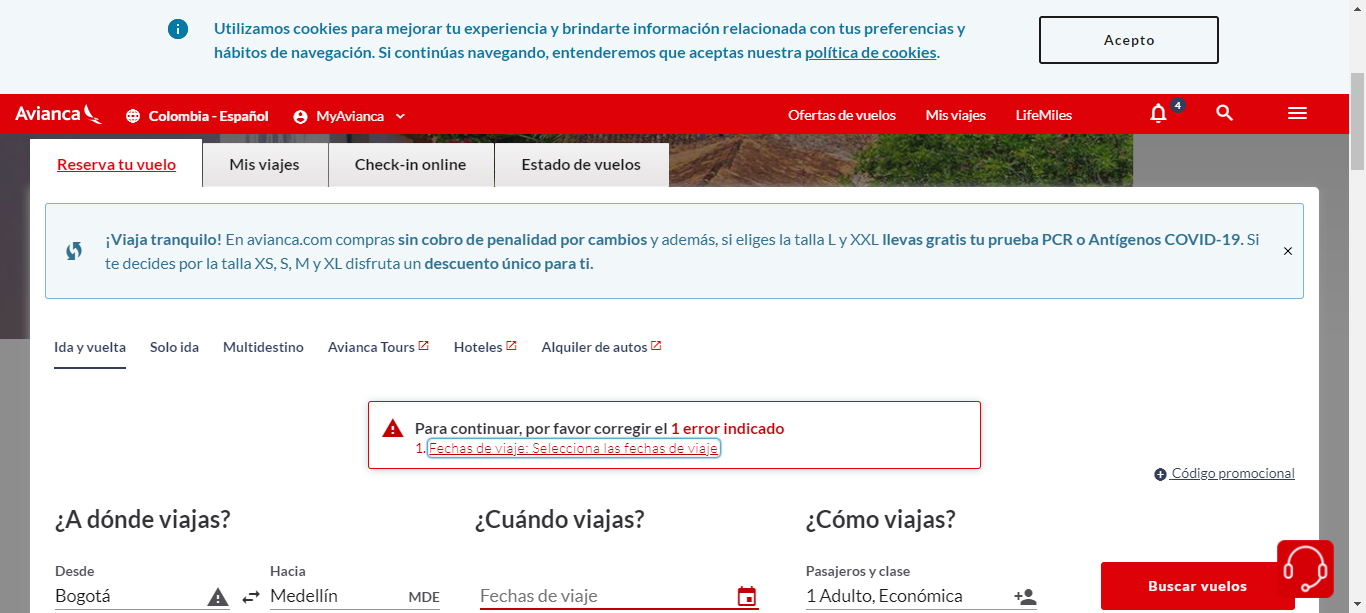 Utilizamos cookies para mejorar tu experiencia y brindarte información relacionada con tus preferencias y
hábitos de navegación. Si continúas navegando, entenderemos que aceptas nuestra política de cookies.
Acepto
Avianca
Colombia - Español
MyAvianca
Ofertas de vuelos
Mis viajes
LifeMiles
4
Reserva tu vuelo
Mis viajes
Check-in online
Estado de vuelos
¡Viaja tranquilo! En avianca.com compras sin cobro de penalidad por cambios y además, si eliges la talla L y XXL llevas gratis tu prueba PCR o Antígenos COVID-19. Si
te decides por la talla XS, S, M y XL disfruta un descuento único para ti.
Ida y vuelta
Solo ida
Multidestino
Avianca Tours
Hoteles
Alquiler de autos
Para continuar, por favor corregir el 1 error indicado
1. Fechas de viaje: Selecciona las fechas de viaje
Código promocional
¿A dónde viajas?
¿Cuándo viajas?
¿Cómo viajas?
Desde
Hacia
Pasajeros y clase
Bogotá
Medellín
MDE
Fechas de viaje
1 Adulto, Económica
Buscar vuelos